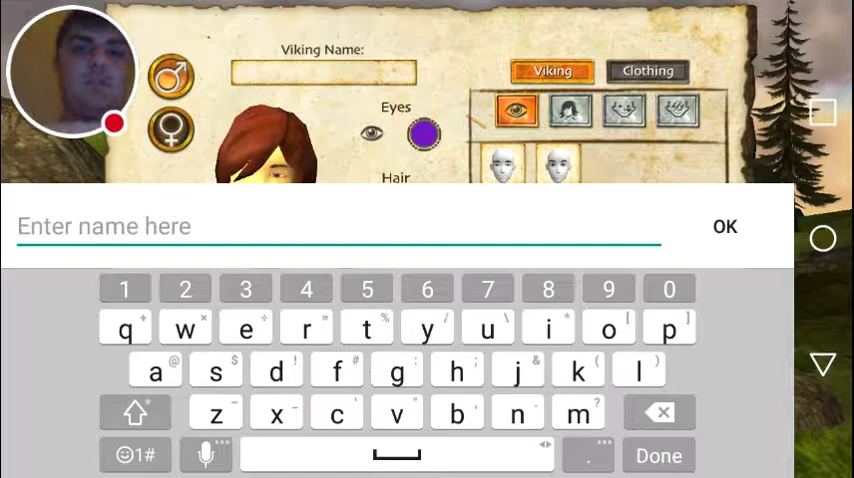 Viking Name:
Viking
Clothing
Eyes
Hair
Enter name here
OK
1 2 3 4 5 6 7 8 9 0
q w e r t y u i o p
a s d f g h j k l
z x c v b n m
1# . Done